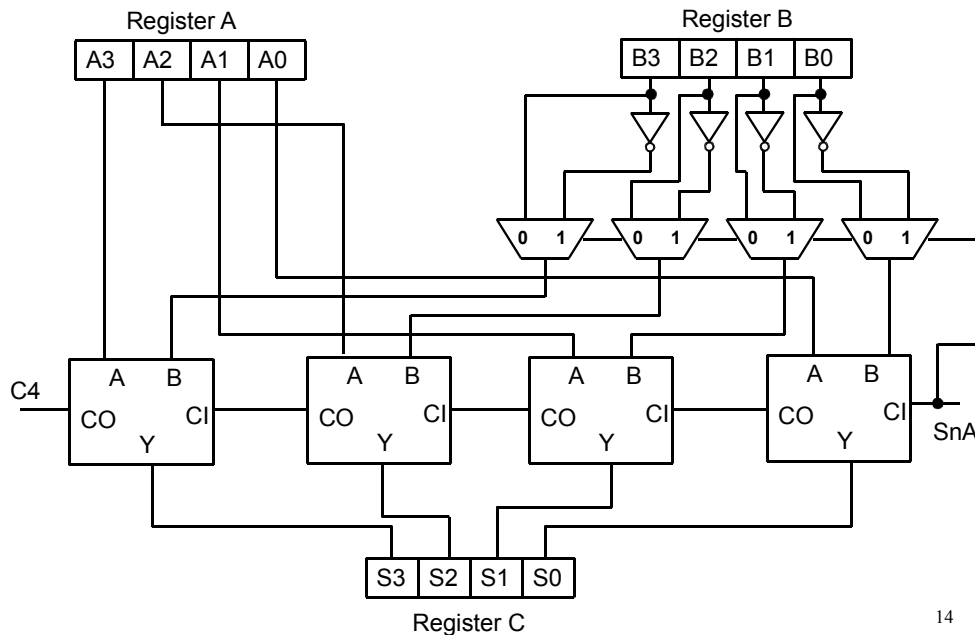 Register A
Register B
A3 A2 A1 A0
B3 B2 B1 B0
0 1 0 1 0 1 0 1
A B A B A B A B
C4
CO CI CO CI CO CI CO CI
SnA
Y Y Y Y
S3 S2 S1 S0
Register C
14